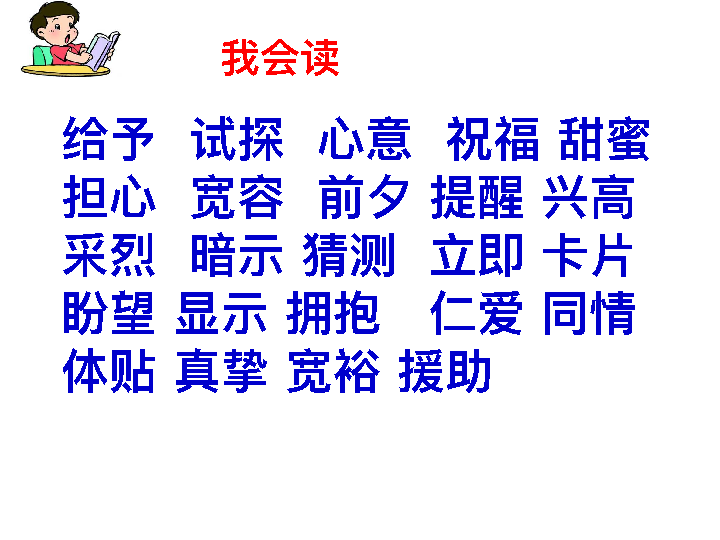 我会读
给予 试探 心意 祝福 甜蜜
担心 宽容 前夕 提醒 兴高
采烈 暗示 猜测 立即 卡片
盼望 显示 拥抱 仁爱 同情
体贴 真挚 宽裕 援助